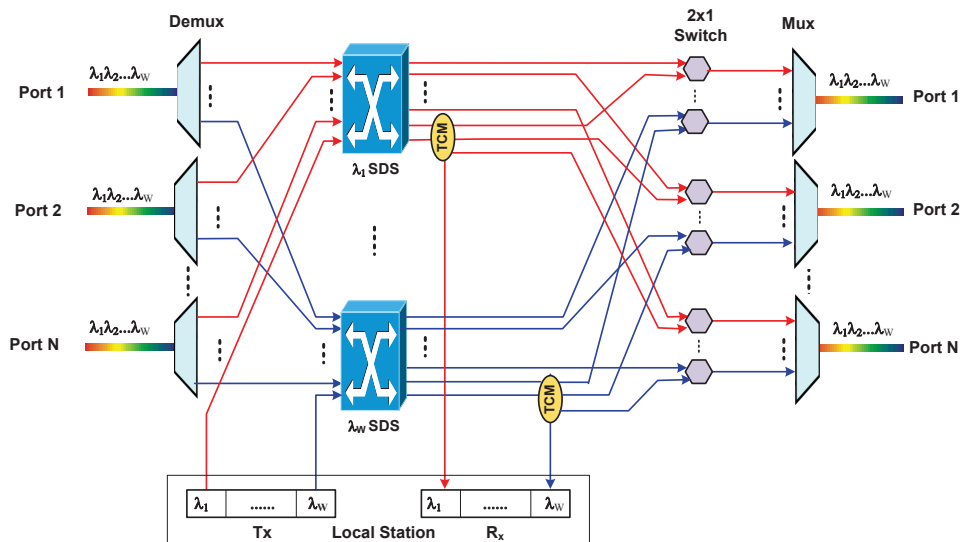 Demux
2x1
Switch
Mux
λ1λ2...λW
Port 1
λ1λ2...λW
Port 1
TCM
λ1 SDS
λ1λ2...λW
Port 2
λ1λ2...λW
Port 2
λ1λ2...λW
Port N
λ1λ2...λW
Port N
TCM
λW SDS
λ1 ...... λW
λ1 ...... λW
Tx
Local Station
Rx